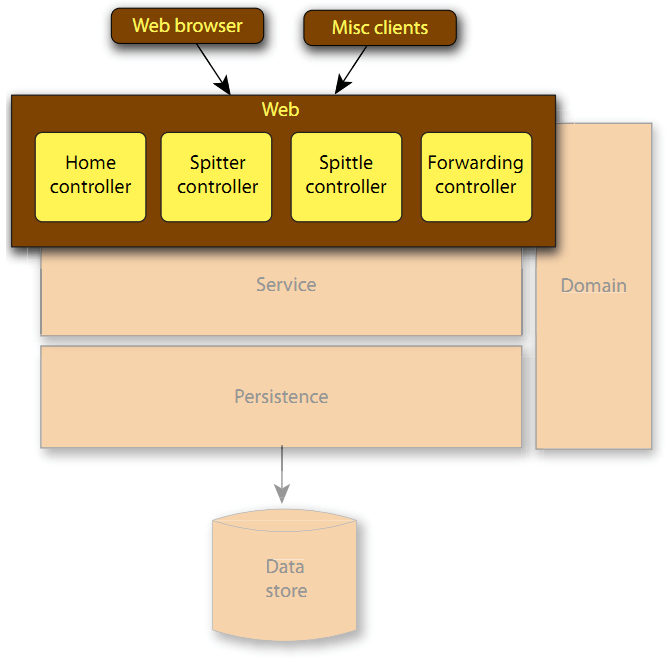 Web browser
Misc clients
Web
Home
controller
Spitter
controller
Spittle
controller
Forwarding
controller
Service
Domain
Persistence
Data
store